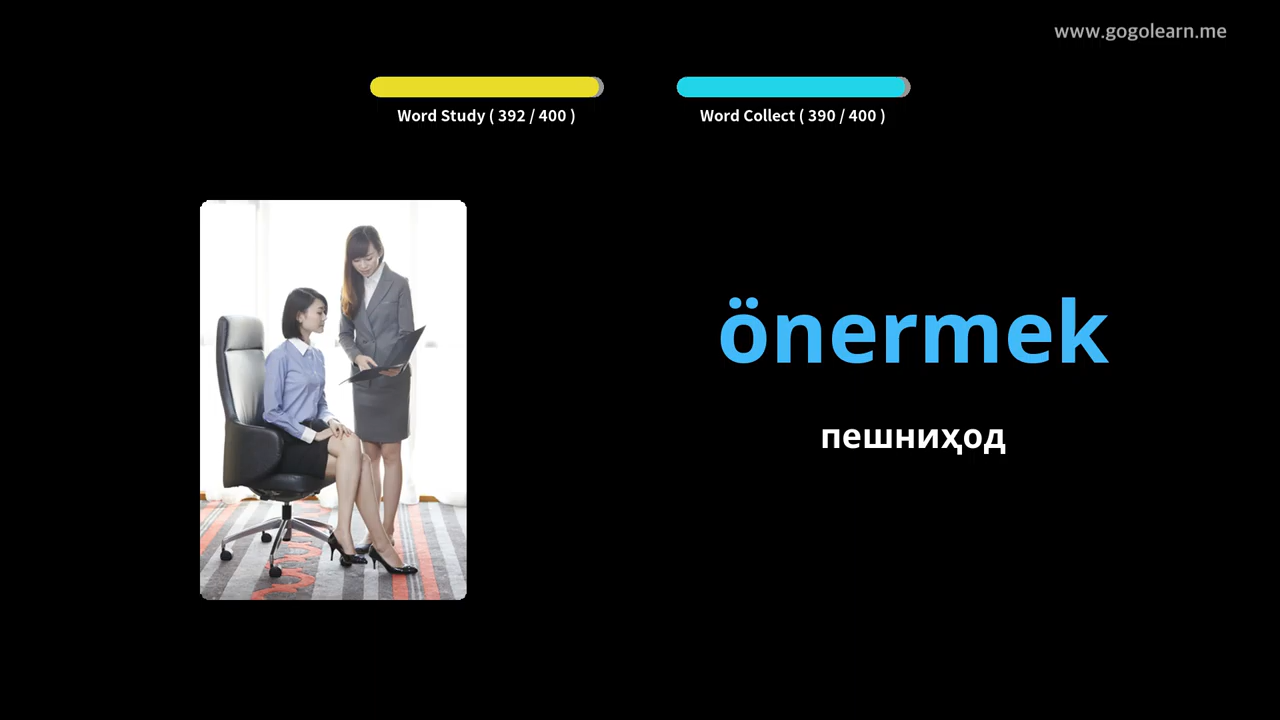 www.gogolearn.me
Word Study ( 392 / 400 )
Word Collect ( 390 / 400 )
önermek
пешниҳод